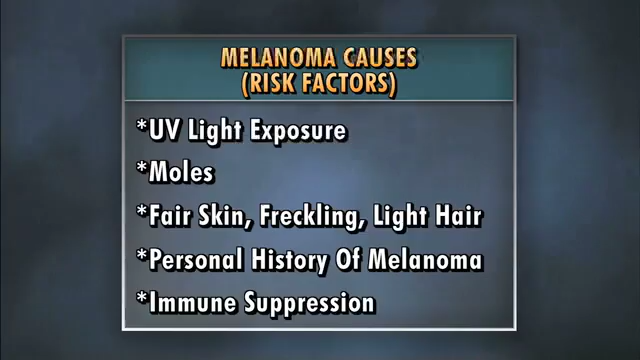 MELANOMA CAUSES
(RISK FACTORS)
*UV Light Exposure
*Moles
*Fair Skin, Freckling, Light Hair
*Personal History Of Melanoma
*Immune Suppression